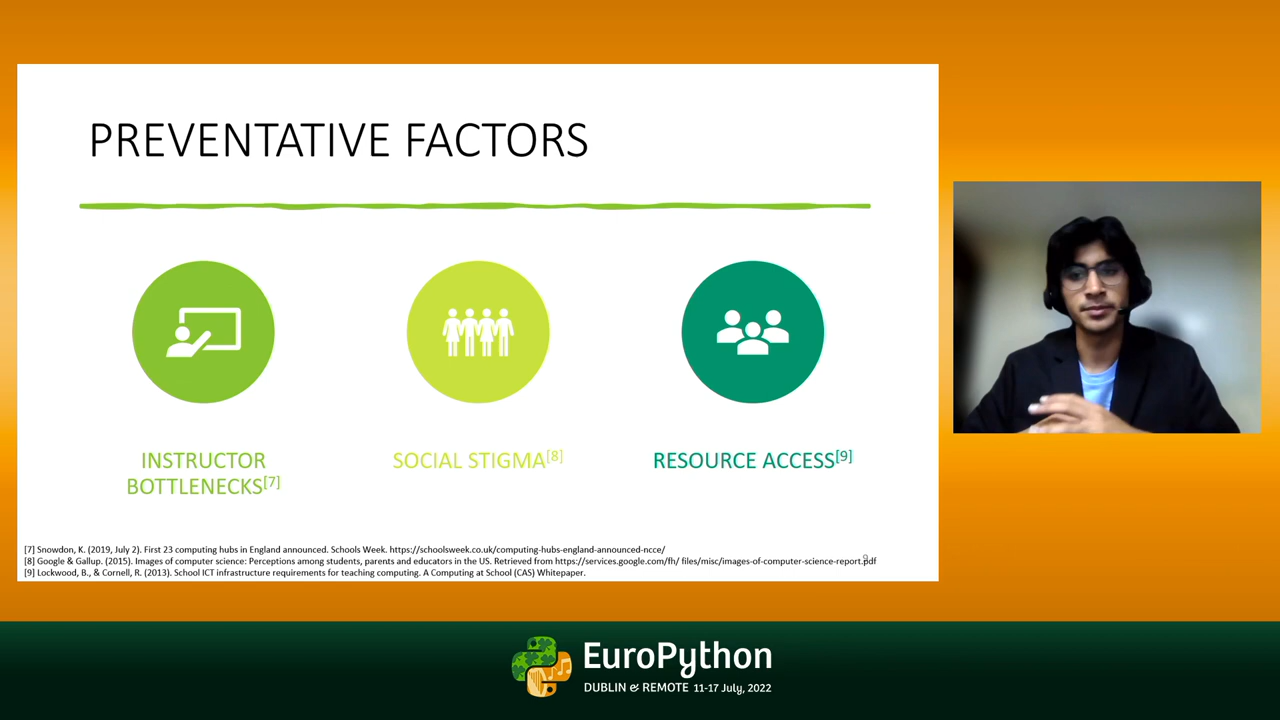 PREVENTATIVE FACTORS
INSTRUCTOR
BOTTLENECKS[7]
SOCIAL STIGMA[8]
RESOURCE ACCESS[9]
[7] Snowdon, K. (2019, July 2). First 23 computing hubs in England announced. Schools Week. https://schoolsweek.co.uk/computing-hubs-england-announced-ncce/
[8] Google & Gallup. (2015). Images of computer science: Perceptions among students, parents and educators in the US. Retrieved from https://services.google.com/fh/ files/misc/images-of-computer-science-report.pdf
[9] Lockwood, B., & Cornell, R. (2013). School ICT infrastructure requirements for teaching computing. A Computing at School (CAS) Whitepaper.
9
EuroPython
DUBLIN & REMOTE 11-17 July, 2022